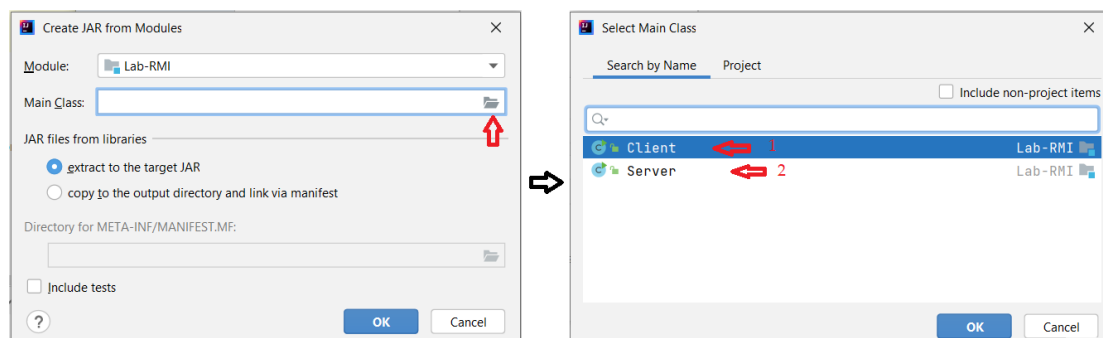 Create JAR from Modules
Module: Lab-RMI
Main Class:
JAR files from libraries
extract to the target JAR
copy to the output directory and link via manifest
Directory for META-INF/MANIFEST.MF:
Include tests
? OK Cancel
Select Main Class
Search by Name Project
Include non-project items
Client 1 Lab-RMI
Server 2 Lab-RMI
OK Cancel